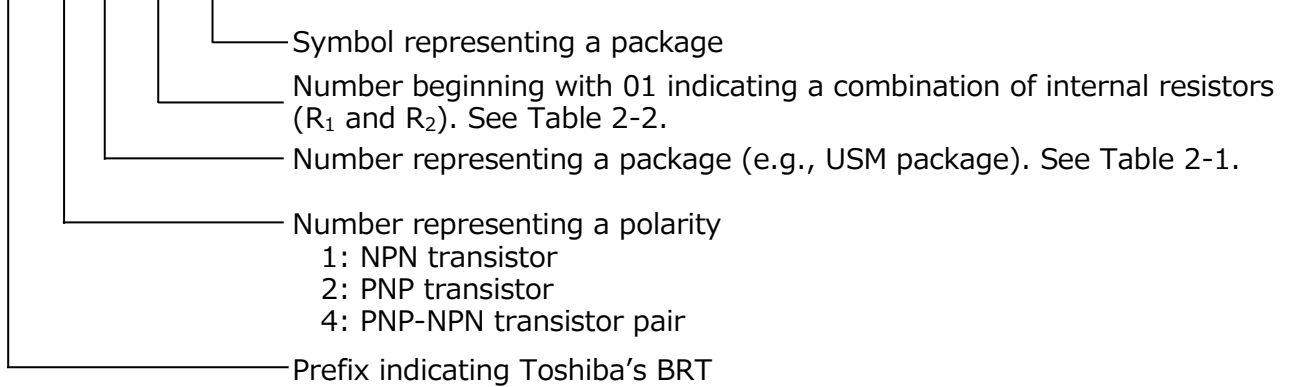 Symbol representing a package
Number beginning with 01 indicating a combination of internal resistors
(R₁ and R₂). See Table 2-2.
Number representing a package (e.g., USM package). See Table 2-1.
Number representing a polarity
1: NPN transistor
2: PNP transistor
4: PNP-NPN transistor pair
Prefix indicating Toshiba’s BRT